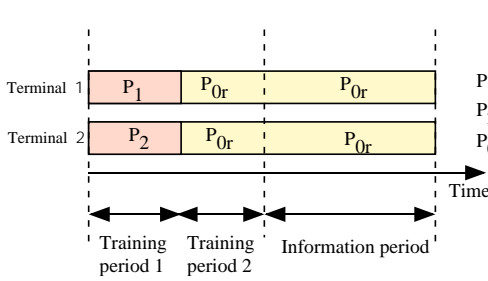 Terminal 1 P1 P0r P0r P
Terminal 2 P2 P0r P0r
Time
Training period 1
Training period 2
Information period